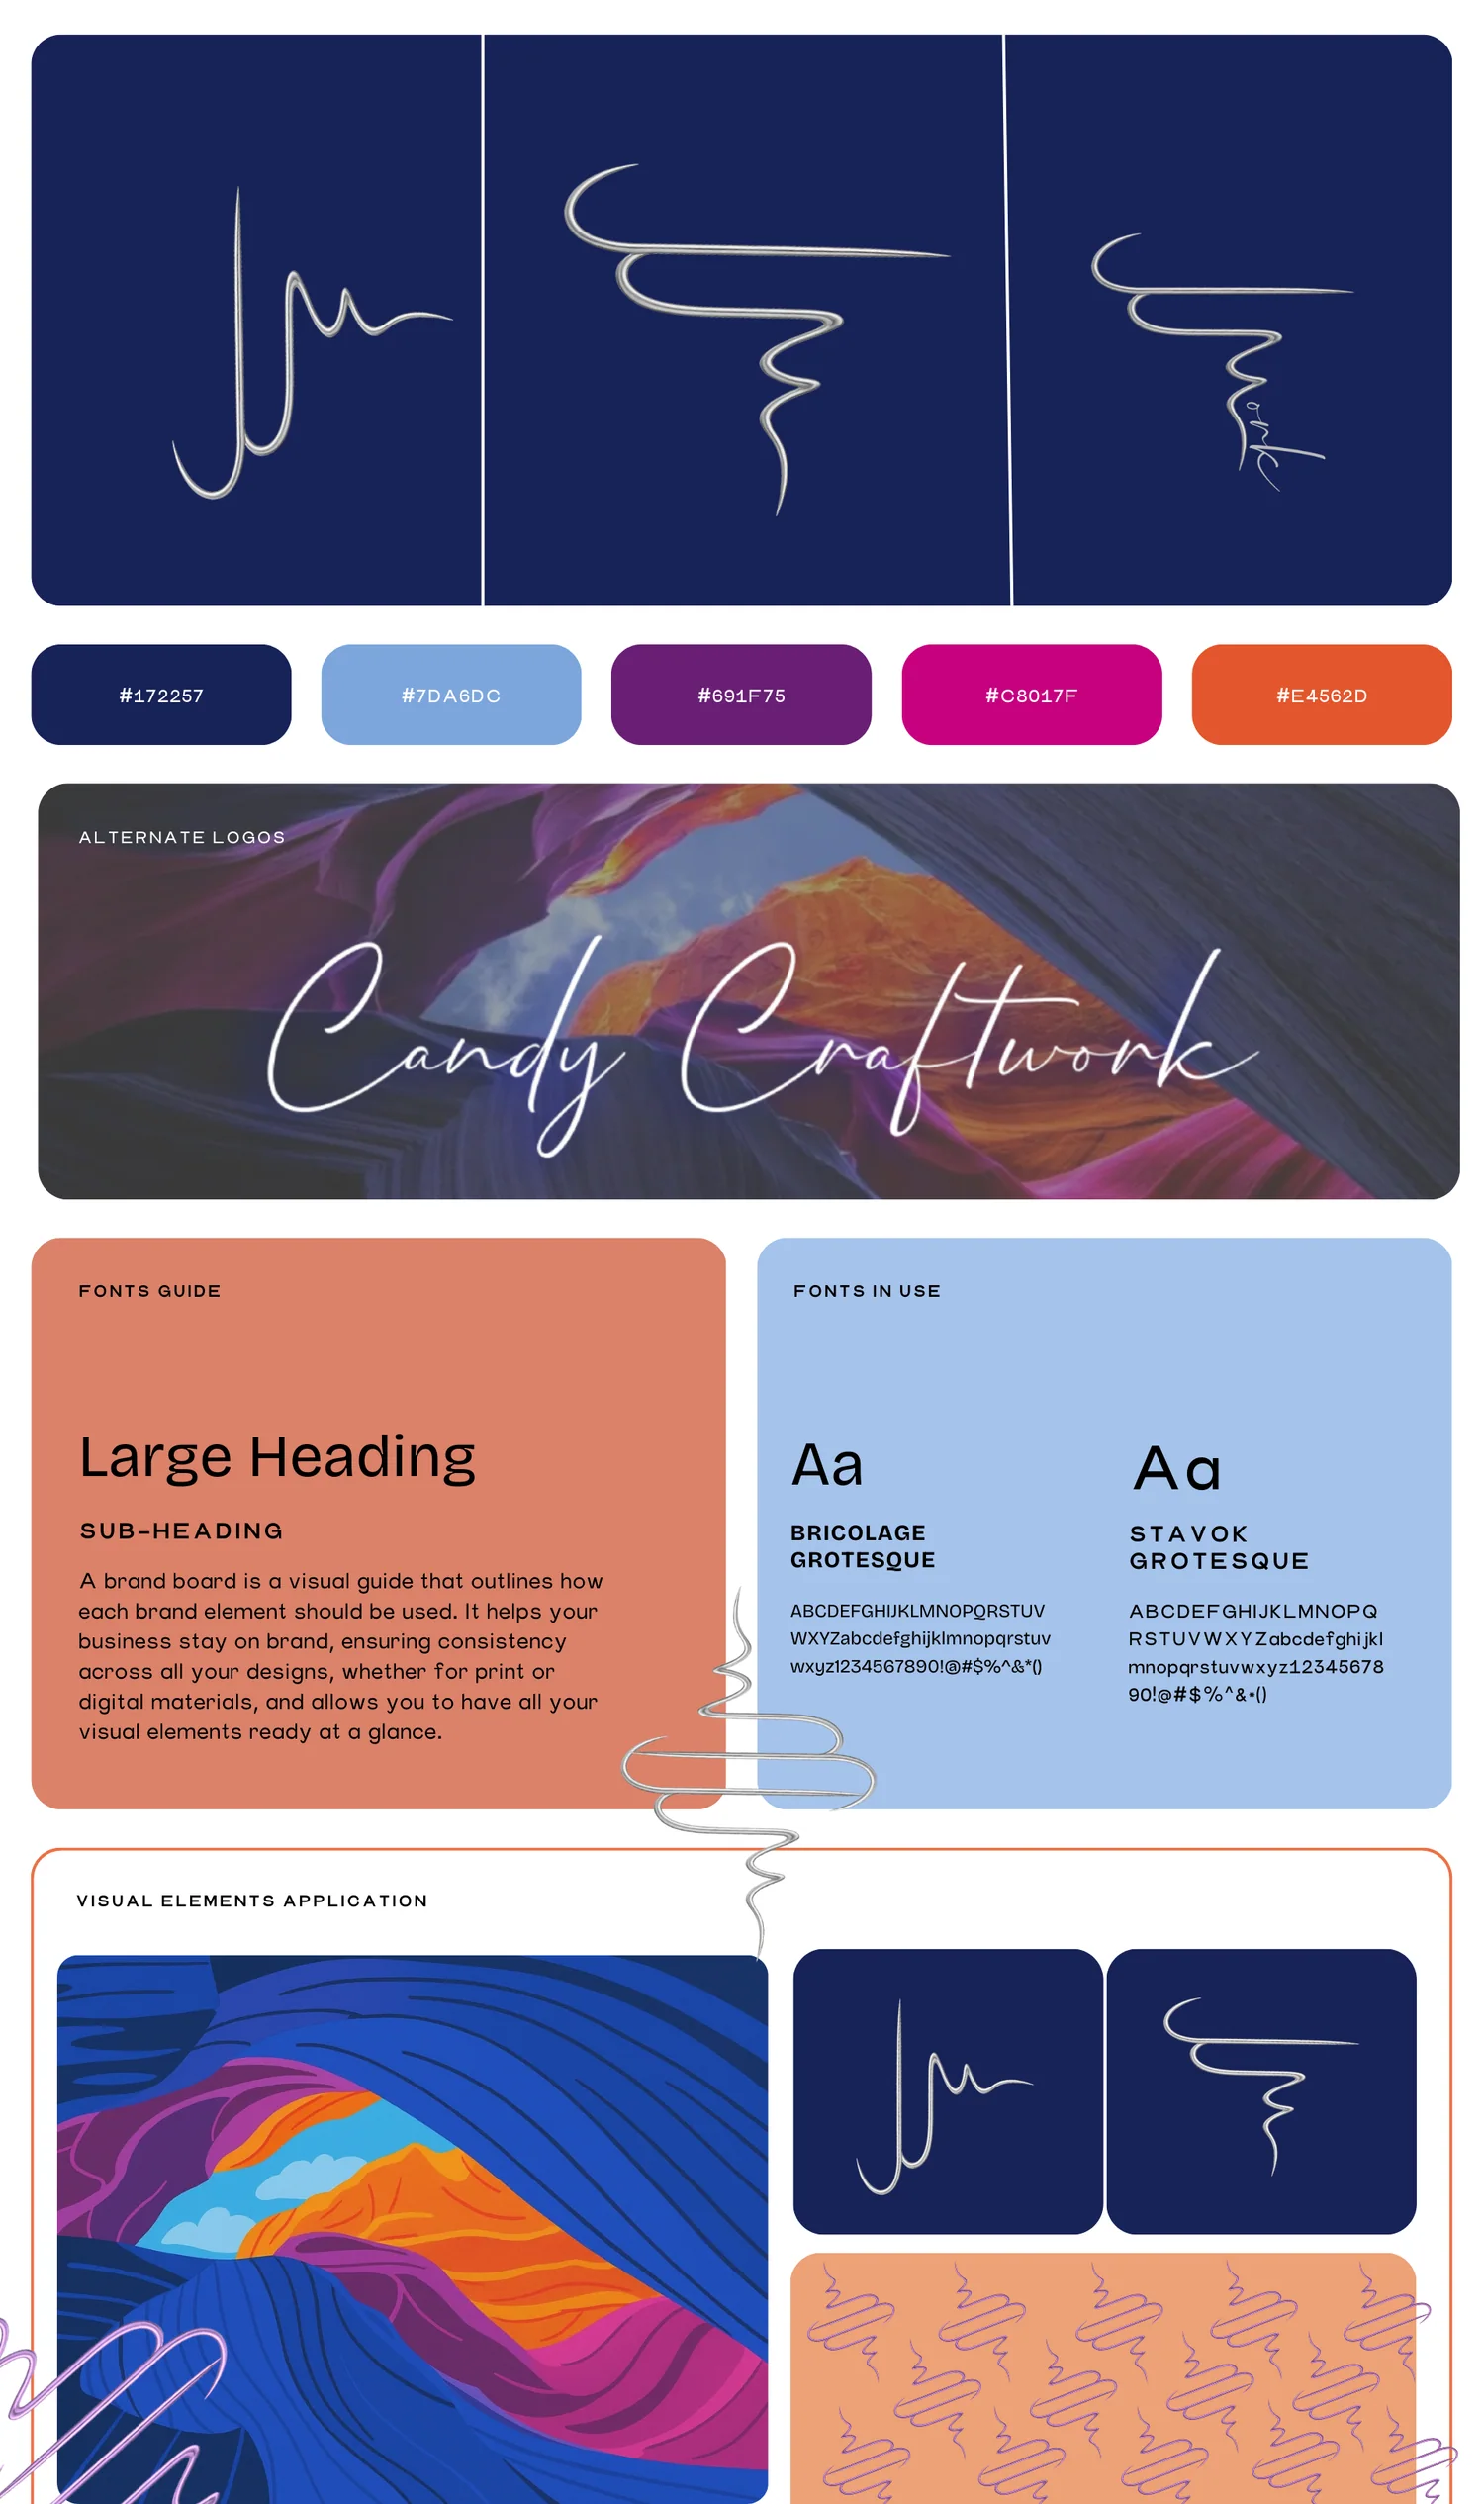 #172257
#7DA6DC
#691F75
#C8017F
#E4562D
ALTERNATE LOGOS
Candy Craftwork
FONTS GUIDE
Large Heading
SUB-HEADING
A brand board is a visual guide that outlines how
each brand element should be used. It helps your
business stay on brand, ensuring consistency
across all your designs, whether for print or
digital materials, and allows you to have all your
visual elements ready at a glance.
FONTS IN USE
Aa
BRICOLAGE
GROTESQUE
ABCDEFGHIJKLMNOPQRSTUV
WXYZabcdefghijklmnopqrstuv
wxyz1234567890!@#$%^&*()
Aa
STAVOK
GROTESQUE
ABCDEFGHIJKLMNOPQ
RSTUVWXYZabcdefghijkl
mnopqrstuvwxyz12345678
90!@#$%^&*()
VISUAL ELEMENTS APPLICATION